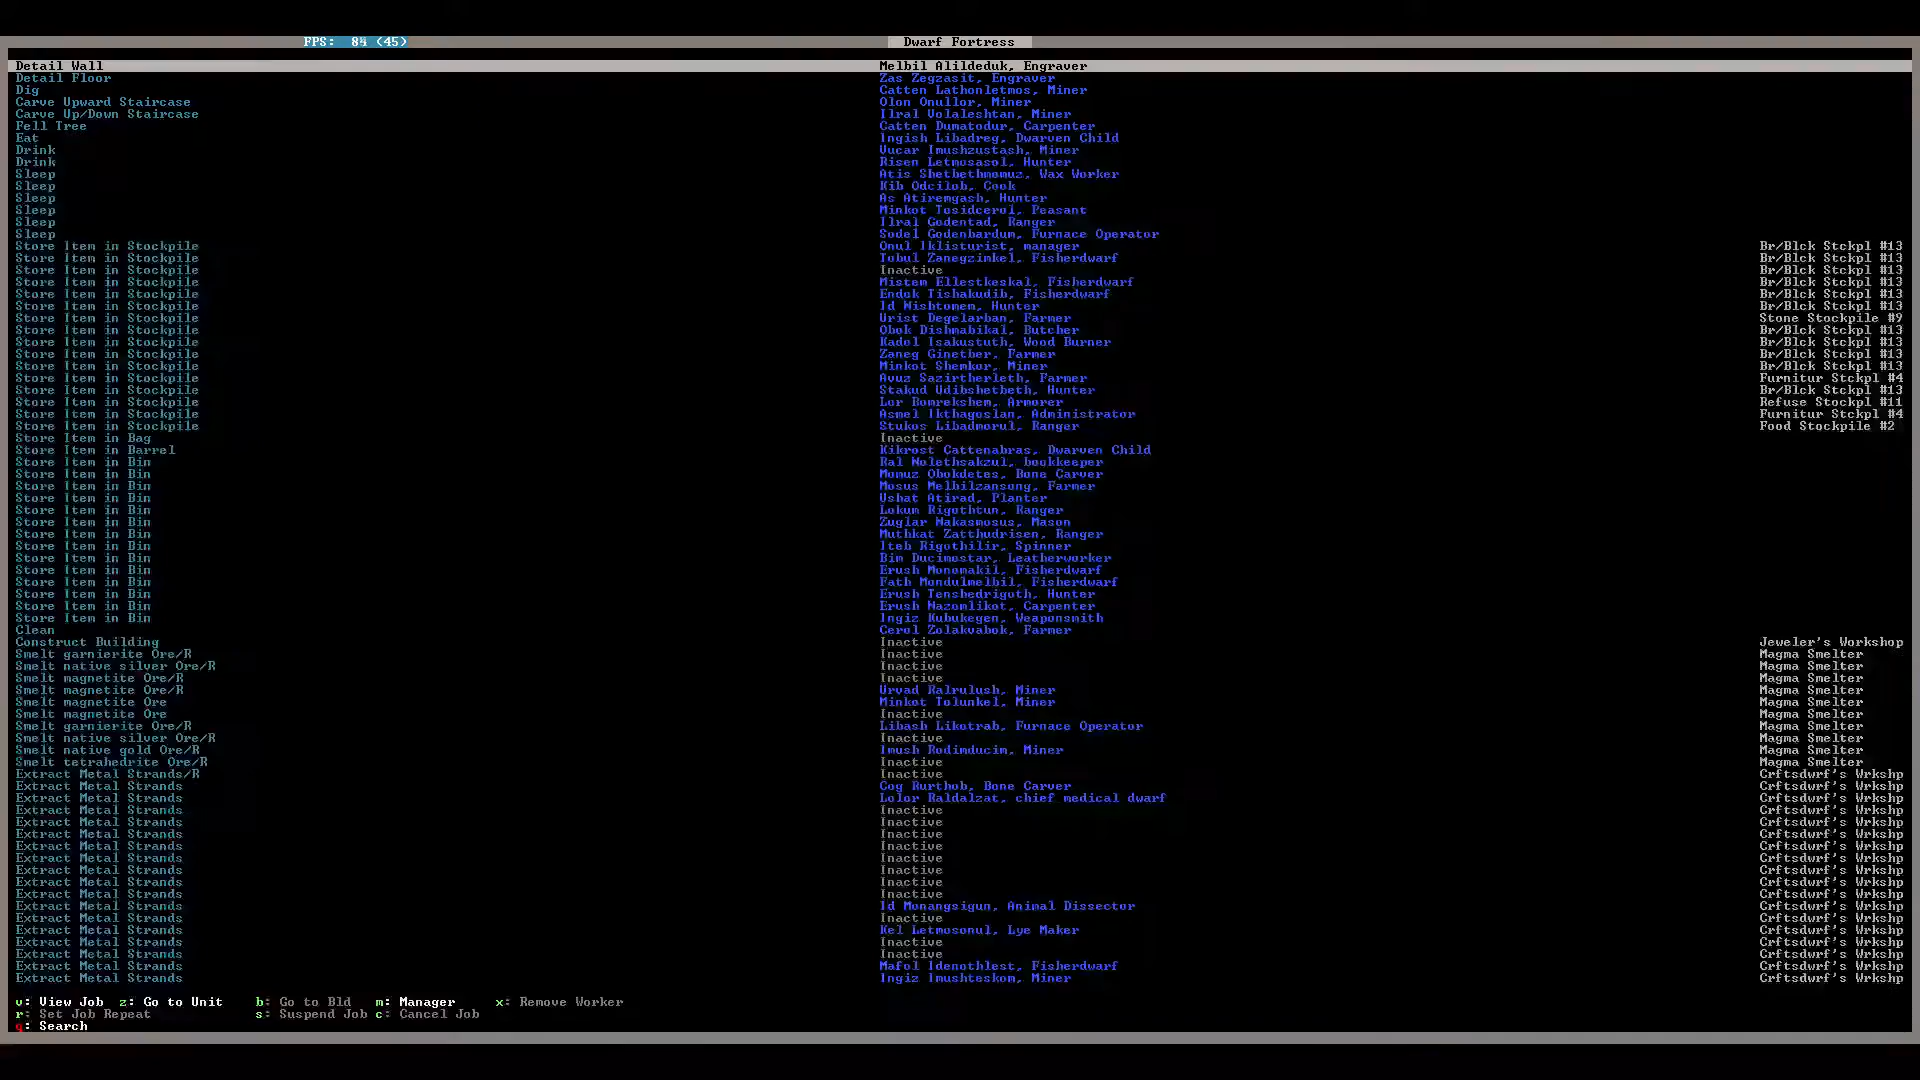 FPS: 84 (45) Dwarf Fortress
Detail Wall Melbil Alildeduk, Engraver
Detail Floor Zas Zegzasit, Engraver
Dig Catten Lathonletmos, Miner
Carve Upward Staircase Olon Onullor, Miner
Carve Up/Down Staircase Ilral Volaleshtan, Miner
Fell Tree Catten Dumatodur, Carpenter
Eat Ingish Libadreg, Dwarven Child
Drink Vucar Imushzustash, Miner
Drink Risen Letmosasol, Hunter
Sleep Atis Shetbethmomuz, Wax Worker
Sleep Kib Odcilob, Cook
Sleep As Atiremgash, Hunter
Sleep Minkot Tosidcerol, Peasant
Sleep Ilral Godentad, Ranger
Sleep Sodel Godenbardum, Furnace Operator
Store Item in Stockpile Onul Iklisturist, manager Br/Blck Stckpl #13
Store Item in Stockpile Tobul Zanegzimkel, Fisherdwarf Br/Blck Stckpl #13
Store Item in Stockpile Inactive Br/Blck Stckpl #13
Store Item in Stockpile Mistem Ellestkeskal, Fisherdwarf Br/Blck Stckpl #13
Store Item in Stockpile Endok Tishakudib, Fisherdwarf Br/Blck Stckpl #13
Store Item in Stockpile Id Nishtomem, Hunter Br/Blck Stckpl #13
Store Item in Stockpile Urist Degelarban, Farmer Stone Stockpile #9
Store Item in Stockpile Obok Dishmabikal, Butcher Br/Blck Stckpl #13
Store Item in Stockpile Kadol Isakustuth, Wood Burner Br/Blck Stckpl #13
Store Item in Stockpile Zaneg Ginether, Farmer Br/Blck Stckpl #13
Store Item in Stockpile Minkot Shemkor, Miner Br/Blck Stckpl #13
Store Item in Stockpile Avuz Sazirtherleth, Farmer Furnitur Stckpl #4
Store Item in Stockpile Stakud Udibshetbeth, Hunter Br/Blck Stckpl #13
Store Item in Stockpile Lor Bomrekshem, Armorer Refuse Stockpl #11
Store Item in Stockpile Asmel Ikthagoslan, Administrator Furnitur Stckpl #4
Store Item in Stockpile Stukos Libadmorul, Ranger Food Stockpile #2
Store Item in Bag Inactive
Store Item in Barrel Kikrost Cattenabras, Dwarven Child
Store Item in Bin Ral Nolethsakzul, bookkeeper
Store Item in Bin Momuz Obokdetes, Bone Carver
Store Item in Bin Mosus Melbilzansong, Farmer
Store Item in Bin Ushat Atirad, Planter
Store Item in Bin Lokum Rigothtun, Ranger
Store Item in Bin Zuglar Nakasmosus, Mason
Store Item in Bin Muthkat Zatthudrisen, Ranger
Store Item in Bin Iteb Rigothilir, Spinner
Store Item in Bin Bim Ducimostar, Leatherworker
Store Item in Bin Erush Monomakil, Fisherdwarf
Store Item in Bin Fath Mondulmelbil, Fisherdwarf
Store Item in Bin Erush Tenshedrigoth, Hunter
Store Item in Bin Erush Nazomlikot, Carpenter
Store Item in Bin Ingiz Kubukegen, Weaponsmith
Clean Cerol Zolakvabok, Farmer
Construct Building Inactive Jeweler's Workshop
Smelt garnierite Ore/R Inactive Magma Smelter
Smelt native silver Ore/R Inactive Magma Smelter
Smelt magnetite Ore/R Inactive Magma Smelter
Smelt magnetite Ore/R Urvad Ralrulush, Miner Magma Smelter
Smelt magnetite Ore Minkot Tolunkel, Miner Magma Smelter
Smelt magnetite Ore Inactive Magma Smelter
Smelt garnierite Ore/R Libash Likotrab, Furnace Operator Magma Smelter
Smelt native silver Ore/R Inactive Magma Smelter
Smelt native gold Ore/R Imush Rodimducim, Miner Magma Smelter
Smelt tetrahedrite Ore/R Inactive Magma Smelter
Extract Metal Strands/R Inactive Crftsdwrf's Wrkshp
Extract Metal Strands Cog Rurthob, Bone Carver Crftsdwrf's Wrkshp
Extract Metal Strands Lolor Raldalzat, chief medical dwarf Crftsdwrf's Wrkshp
Extract Metal Strands Inactive Crftsdwrf's Wrkshp
Extract Metal Strands Inactive Crftsdwrf's Wrkshp
Extract Metal Strands Inactive Crftsdwrf's Wrkshp
Extract Metal Strands Inactive Crftsdwrf's Wrkshp
Extract Metal Strands Inactive Crftsdwrf's Wrkshp
Extract Metal Strands Inactive Crftsdwrf's Wrkshp
Extract Metal Strands Inactive Crftsdwrf's Wrkshp
Extract Metal Strands Inactive Crftsdwrf's Wrkshp
Extract Metal Strands Id Monangsigun, Animal Dissector Crftsdwrf's Wrkshp
Extract Metal Strands Inactive Crftsdwrf's Wrkshp
Extract Metal Strands Kel Letmosonul, Lye Maker Crftsdwrf's Wrkshp
Extract Metal Strands Inactive Crftsdwrf's Wrkshp
Extract Metal Strands Inactive Crftsdwrf's Wrkshp
Extract Metal Strands Mafol Idenothlest, Fisherdwarf Crftsdwrf's Wrkshp
Extract Metal Strands Ingiz Imushteskom, Miner Crftsdwrf's Wrkshp
v: View Job z: Go to Unit b: Go to Bld m: Manager x: Remove Worker
r: Set Job Repeat s: Suspend Job c: Cancel Job
q: Search